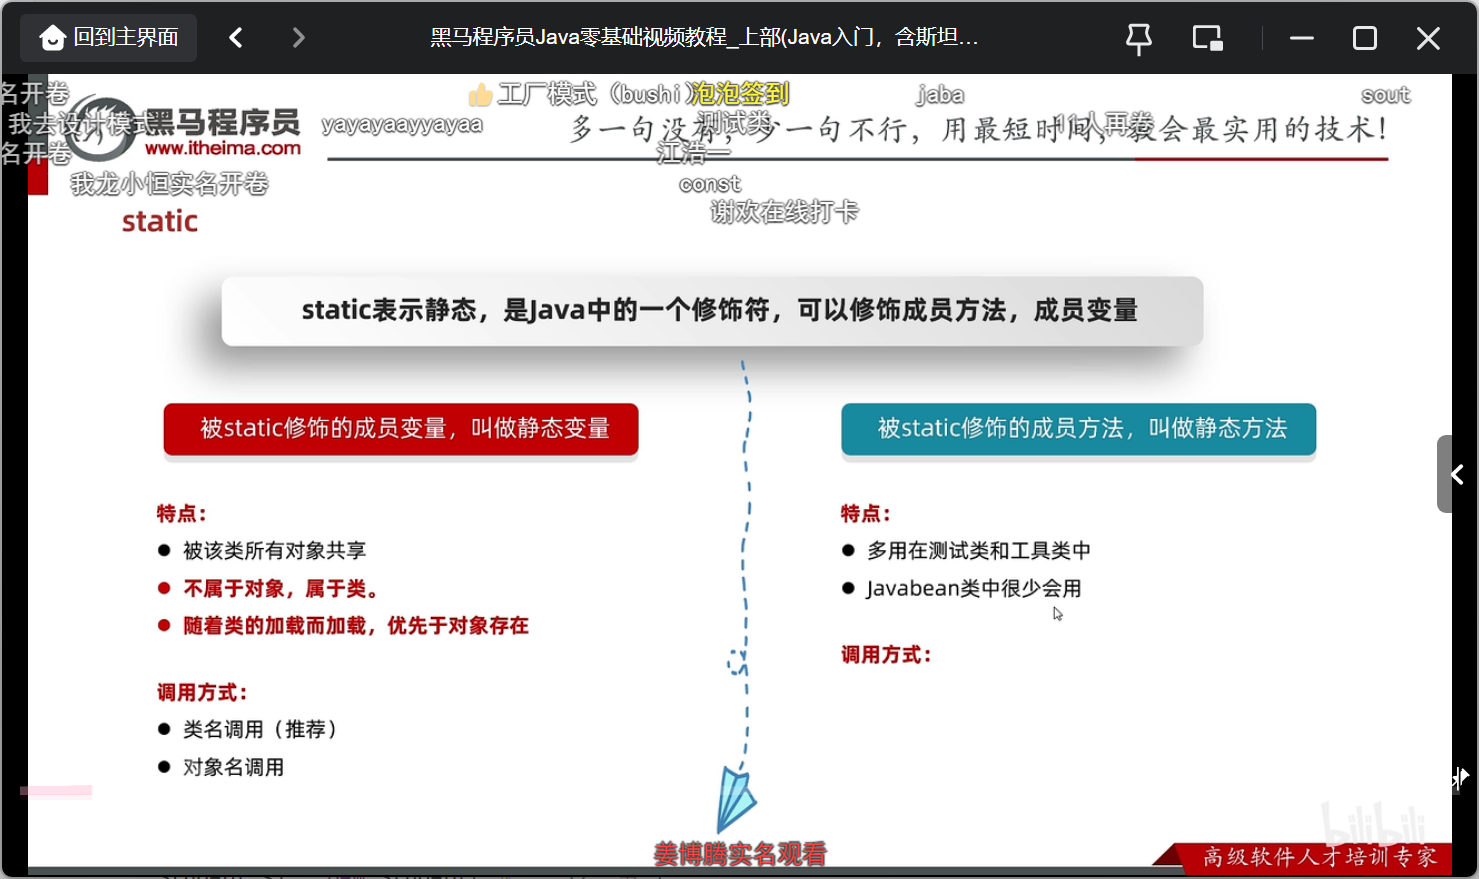 回到主界面
黑马程序员Java零基础视频教程_上部(Java入门，含斯坦...
名开卷
工厂模式（bushi）
泡泡签到
jaba
sout
我去设计模式
黑马程序员
www.itheima.com
yayayaayyayaa
测试类
多一句没有，少一句不行，用最短时间，教会最实用的技术！
11人再卷
名开卷
江浩一
我龙小恒实名开卷
const
谢欢在线打卡
static
static表示静态，是Java中的一个修饰符，可以修饰成员方法，成员变量
被static修饰的成员变量，叫做静态变量
特点：
被该类所有对象共享
不属于对象，属于类。
随着类的加载而加载，优先于对象存在
调用方式：
类名调用（推荐）
对象名调用
被static修饰的成员方法，叫做静态方法
特点：
多用在测试类和工具类中
Javabean类中很少会用
调用方式：
姜博腾实名观看
bilibili
高级软件人才培训专家